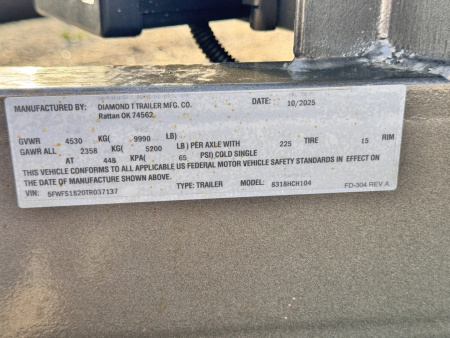 MANUFACTURED BY: DIAMOND T TRAILER MFG. CO. DATE: 10/2025
Rattan OK 74562
GVWR 4530 KG( 9990 LB)
GAWR ALL 2358 KG( 5200 LB) PER AXLE WITH 225 TIRE 15 RIM
AT 448 KPA( 65 PSI) COLD SINGLE
THIS VEHICLE CONFORMS TO ALL APPLICABLE US FEDERAL MOTOR VEHICLE SAFETY STANDARDS IN EFFECT ON
THE DATE OF MANUFACTURE SHOWN ABOVE.
TYPE: TRAILER MODEL: FD-304 REV A